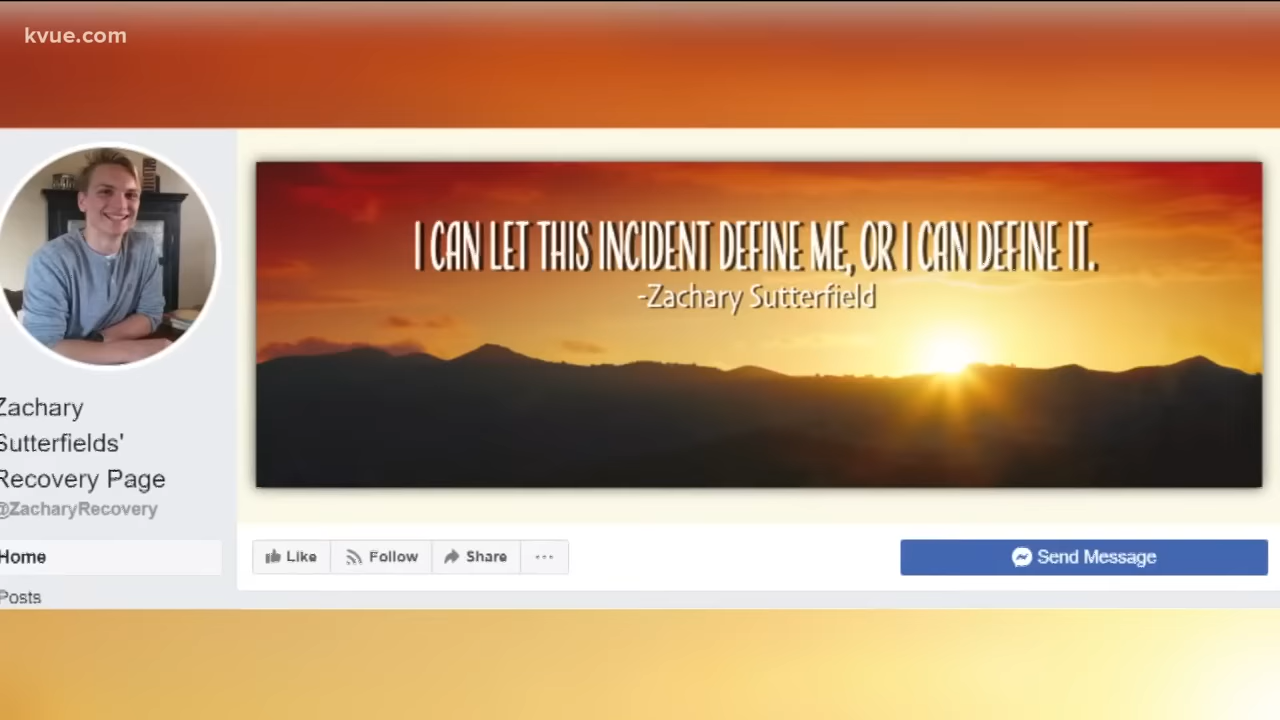 kvue.com
I CAN LET THIS INCIDENT DEFINE ME, OR I CAN DEFINE IT.
-Zachary Sutterfield
Zachary
Sutterfields'
Recovery Page
@ZacharyRecovery
Home
Posts
Like Follow Share ...
Send Message